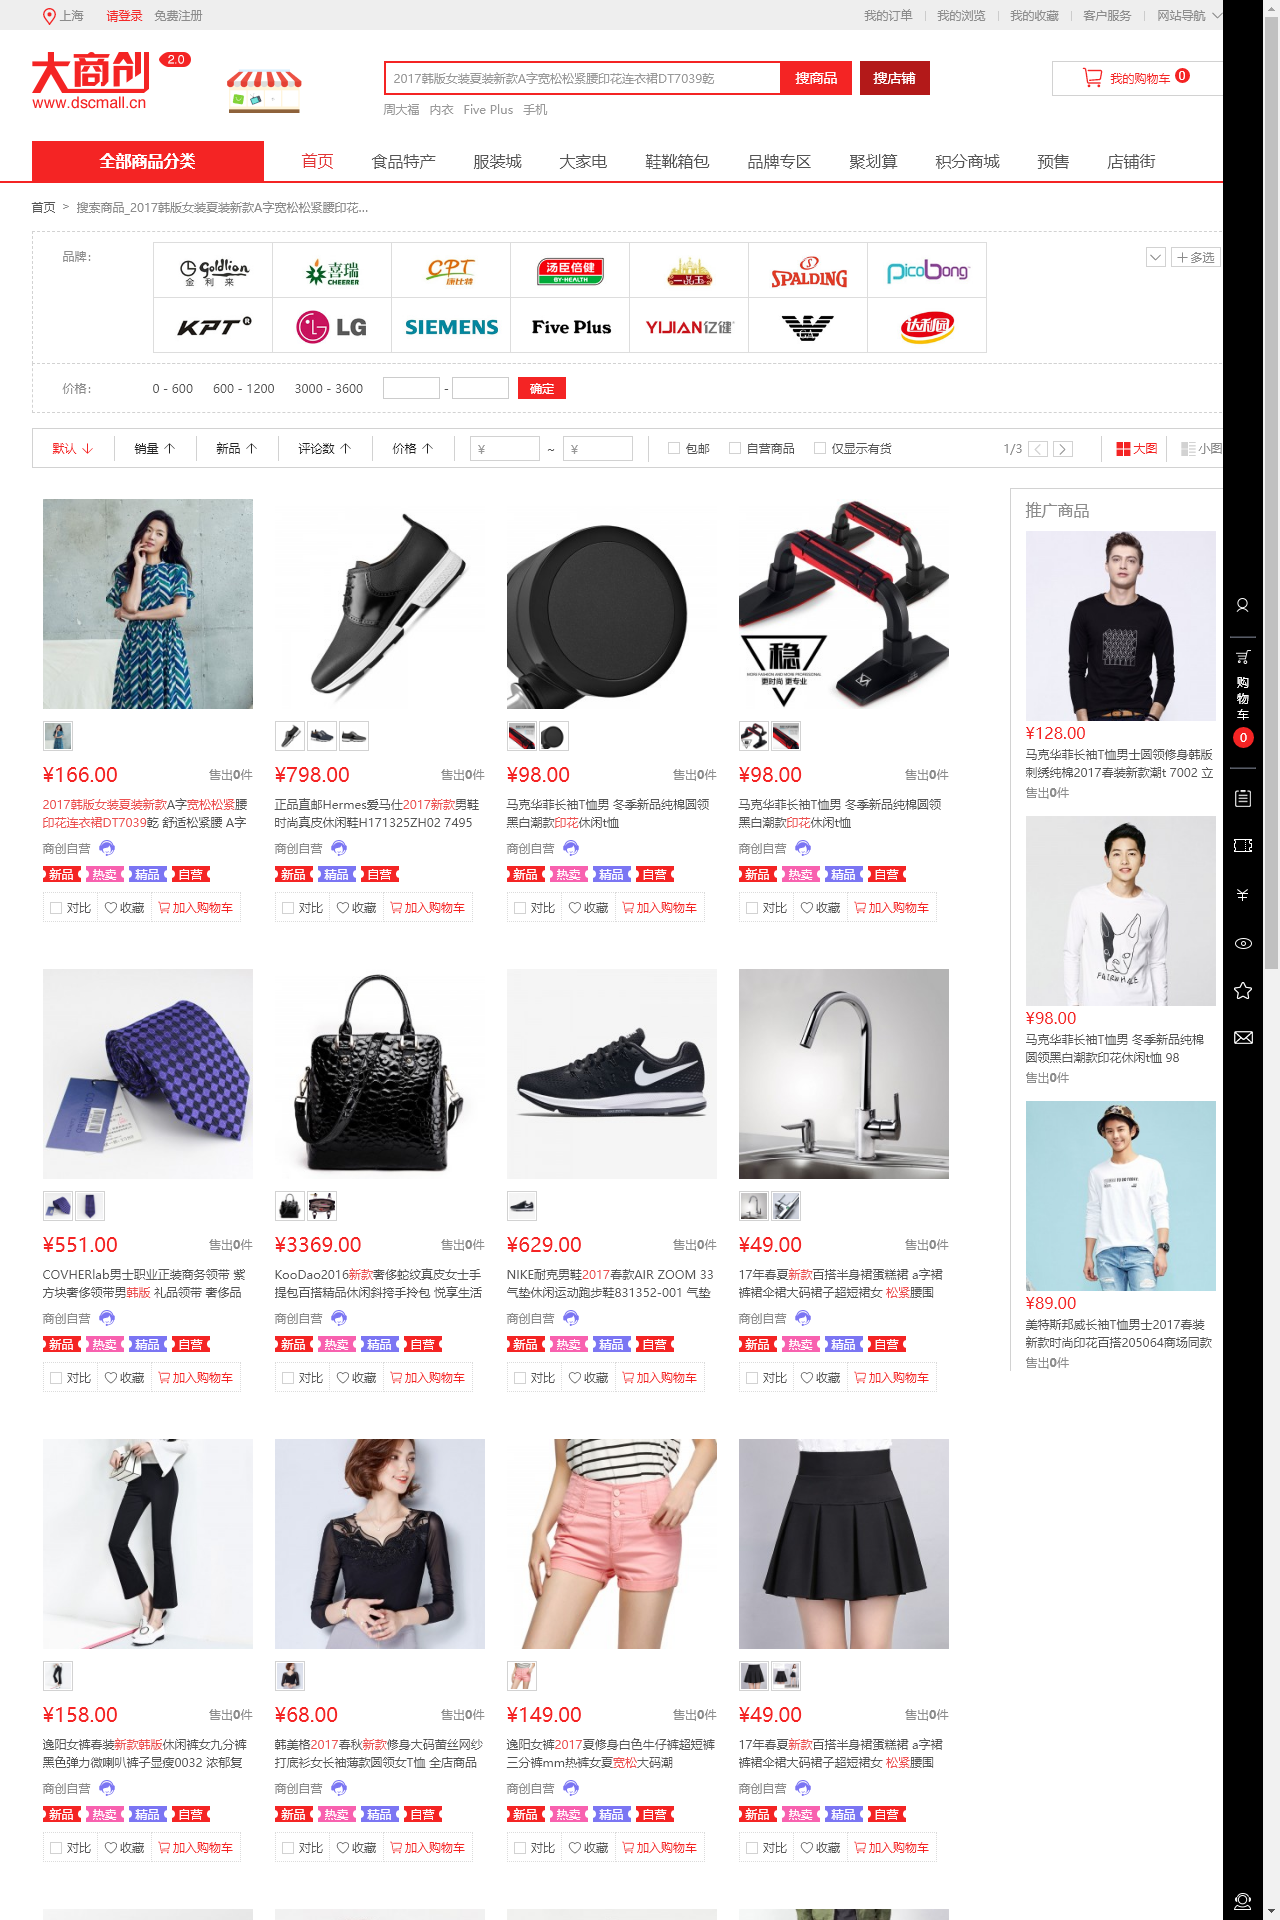 上海 请登录 免费注册 我的订单 我的浏览 我的收藏 客户服务 网站导航
大商创 2.0
www.dscmall.cn
2017韩版女装夏装新款A字宽松松紧腰印花连衣裙DT7039乾 搜商品 搜店铺 我的购物车 0
周大福 内衣 Five Plus 手机
全部商品分类 首页 食品特产 服装城 大家电 鞋靴箱包 品牌专区 聚划算 积分商城 预售 店铺街
首页 > 搜索商品_2017韩版女装夏装新款A字宽松松紧腰印花...
品牌: Goldlion 金利来 喜瑞 CHEERER CPT 康比特 汤臣倍健 BY-HEALTH 一品玉 SPALDING PicoBong 多选
KPT LG SIEMENS Five Plus YIJIAN亿健 达利园
价格: 0 - 600 600 - 1200 3000 - 3600 - 确定
默认 销量 新品 评论数 价格 ¥ ~ ¥ 包邮 自营商品 仅显示有货 1/3 < > 大图 小图
推广商品
稳
更时尚 更专业
¥128.00
马克华菲长袖T恤男士圆领修身韩版
刺绣纯棉2017春装新款潮t 7002 立
售出0件
购物车
0
¥166.00 售出0件 ¥798.00 售出0件 ¥98.00 售出0件 ¥98.00 售出0件
2017韩版女装夏装新款A字宽松松紧腰 正品直邮Hermes爱马仕2017新款男鞋 马克华菲长袖T恤男 冬季新品纯棉圆领 马克华菲长袖T恤男 冬季新品纯棉圆领
印花连衣裙DT7039乾 舒适松紧腰 A字 时尚真皮休闲鞋H171325ZH02 7495 黑白潮款印花休闲t恤 黑白潮款印花休闲t恤
商创自营 商创自营 商创自营 商创自营
新品 热卖 精品 自营 新品 精品 自营 新品 热卖 精品 自营 新品 热卖 精品 自营
对比 收藏 加入购物车 对比 收藏 加入购物车 对比 收藏 加入购物车 对比 收藏 加入购物车
¥98.00
马克华菲长袖T恤男 冬季新品纯棉
圆领黑白潮款印花休闲t恤 98
售出0件
¥551.00 售出0件 ¥3369.00 售出0件 ¥629.00 售出0件 ¥49.00 售出0件
COVHERlab男士职业正装商务领带 紫 KooDao2016新款奢侈蛇纹真皮女士手 NIKE耐克男鞋2017春款AIR ZOOM 33 17年春夏新款百搭半身裙蛋糕裙 a字裙
方块奢侈领带男韩版 礼品领带 奢侈品 提包百搭精品休闲斜挎手拎包 悦享生活 气垫休闲运动跑步鞋831352-001 气垫 裤裙伞裙大码裙子超短裙女 松紧腰围
商创自营 商创自营 商创自营 商创自营
新品 热卖 精品 自营 新品 热卖 精品 自营 新品 热卖 精品 自营 新品 热卖 精品 自营
对比 收藏 加入购物车 对比 收藏 加入购物车 对比 收藏 加入购物车 对比 收藏 加入购物车
¥89.00
美特斯邦威长袖T恤男士2017春装
新款时尚印花百搭205064商场同款
售出0件
¥158.00 售出0件 ¥68.00 售出0件 ¥149.00 售出0件 ¥49.00 售出0件
逸阳女裤春装新款韩版休闲裤女九分裤 韩美格2017春秋新款修身大码蕾丝网纱 逸阳女裤2017夏修身白色牛仔裤超短裤 17年春夏新款百搭半身裙蛋糕裙 a字裙
黑色弹力微喇叭裤子显瘦0032 浓郁复 打底衫女长袖薄款圆领女T恤 全店商品 三分裤mm热裤女夏宽松大码潮 裤裙伞裙大码裙子超短裙女 松紧腰围
商创自营 商创自营 商创自营 商创自营
新品 热卖 精品 自营 新品 热卖 精品 自营 新品 热卖 精品 自营 新品 热卖 精品 自营
对比 收藏 加入购物车 对比 收藏 加入购物车 对比 收藏 加入购物车 对比 收藏 加入购物车